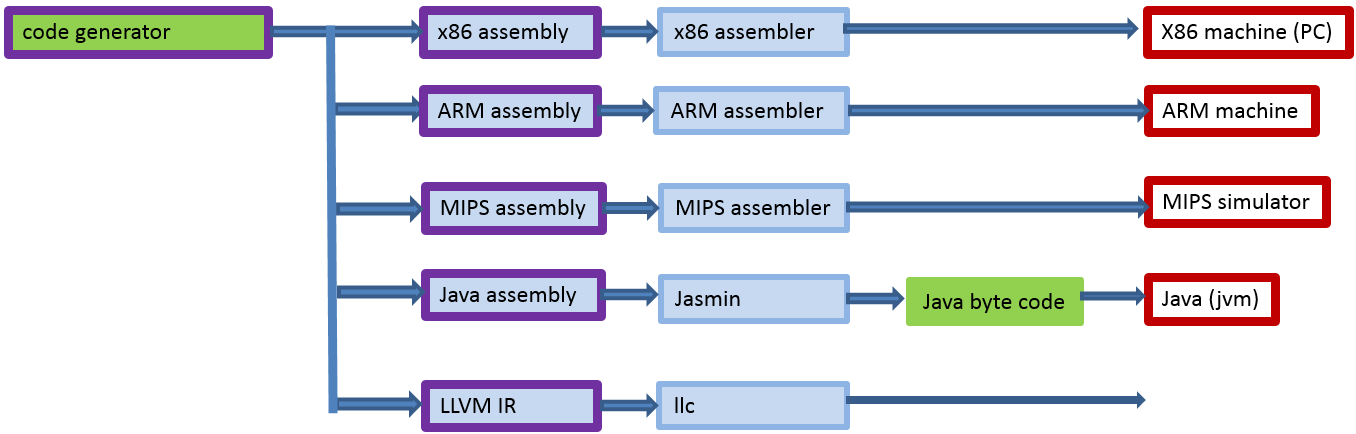 code generator
x86 assembly
x86 assembler
X86 machine (PC)
ARM assembly
ARM assembler
ARM machine
MIPS assembly
MIPS assembler
MIPS simulator
Java assembly
Jasmin
Java byte code
Java (jvm)
LLVM IR
llc